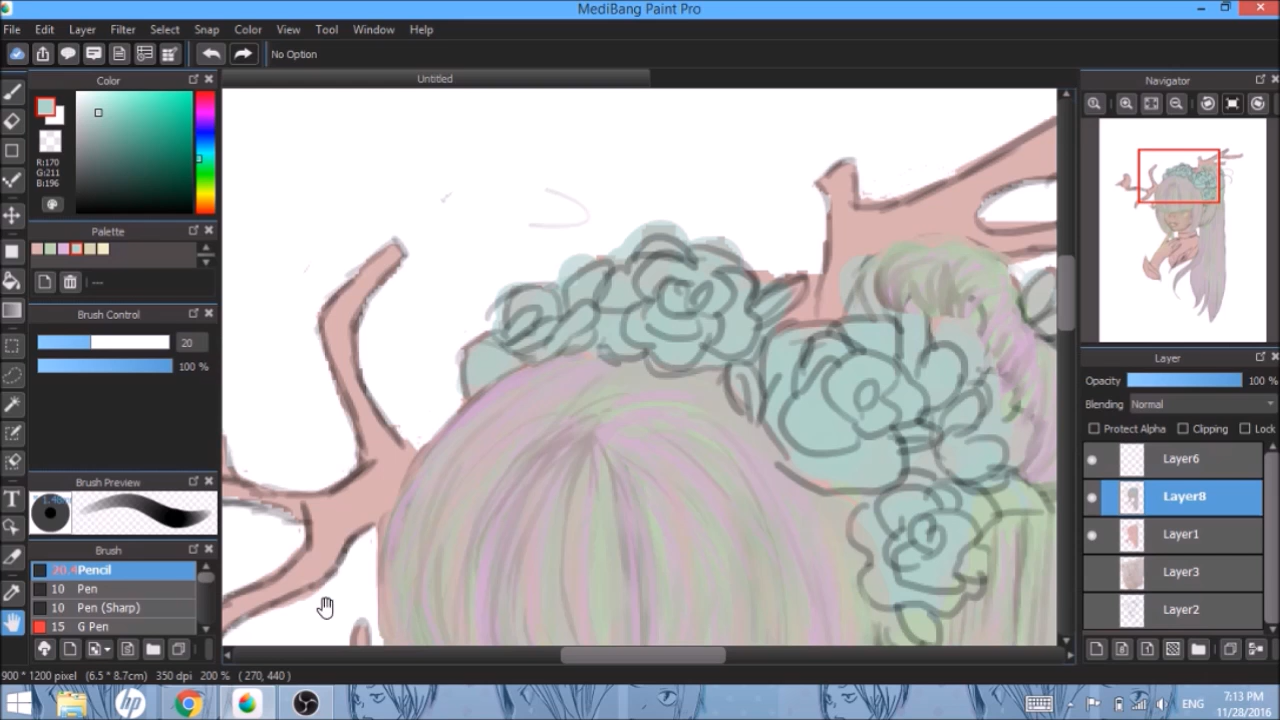 MediBang Paint Pro
File Edit Layer Filter Select Snap Color View Tool Window Help
No Option
Untitled
Color
R:170
G:211
B:196
Palette
---
Brush Control
20
100 %
Brush Preview
Brush
20.4 Pencil
10 Pen
10 Pen (Sharp)
15 G Pen
Navigator
Layer
Opacity 100 %
Blending Normal
Protect Alpha Clipping Lock
Layer6
Layer8
Layer1
Layer3
Layer2
900 * 1200 pixel (6.5 * 8.7cm) 350 dpi 200 % ( 270, 440 )
ENG
7:13 PM
11/28/2016